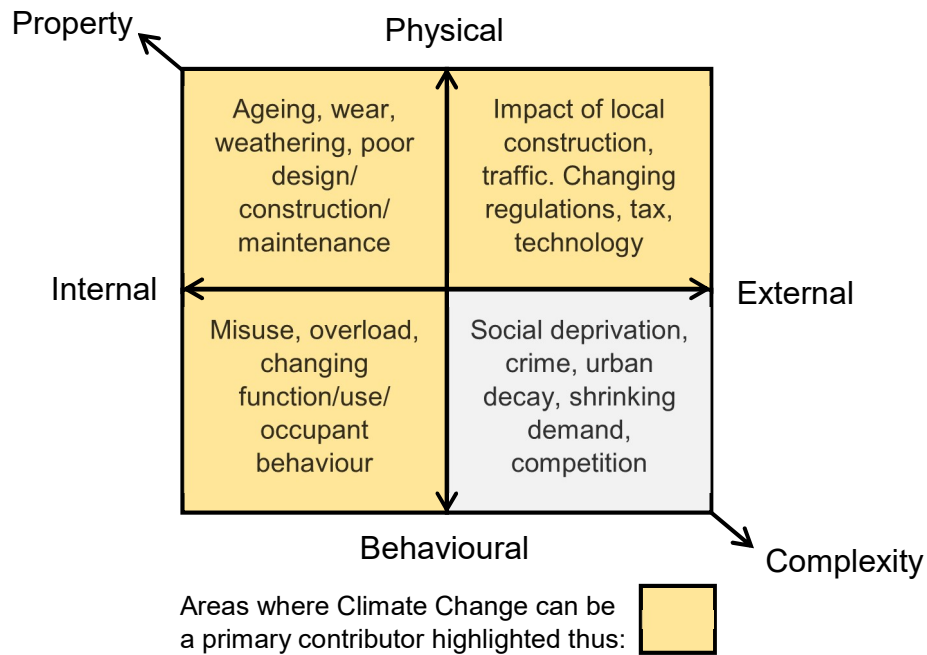 Property
Physical
Ageing, wear,
weathering, poor
design/
construction/
maintenance
Impact of local
construction,
traffic. Changing
regulations, tax,
technology
Internal
External
Misuse, overload,
changing
function/use/
occupant
behaviour
Social deprivation,
crime, urban
decay, shrinking
demand,
competition
Behavioural
Complexity
Areas where Climate Change can be
a primary contributor highlighted thus: